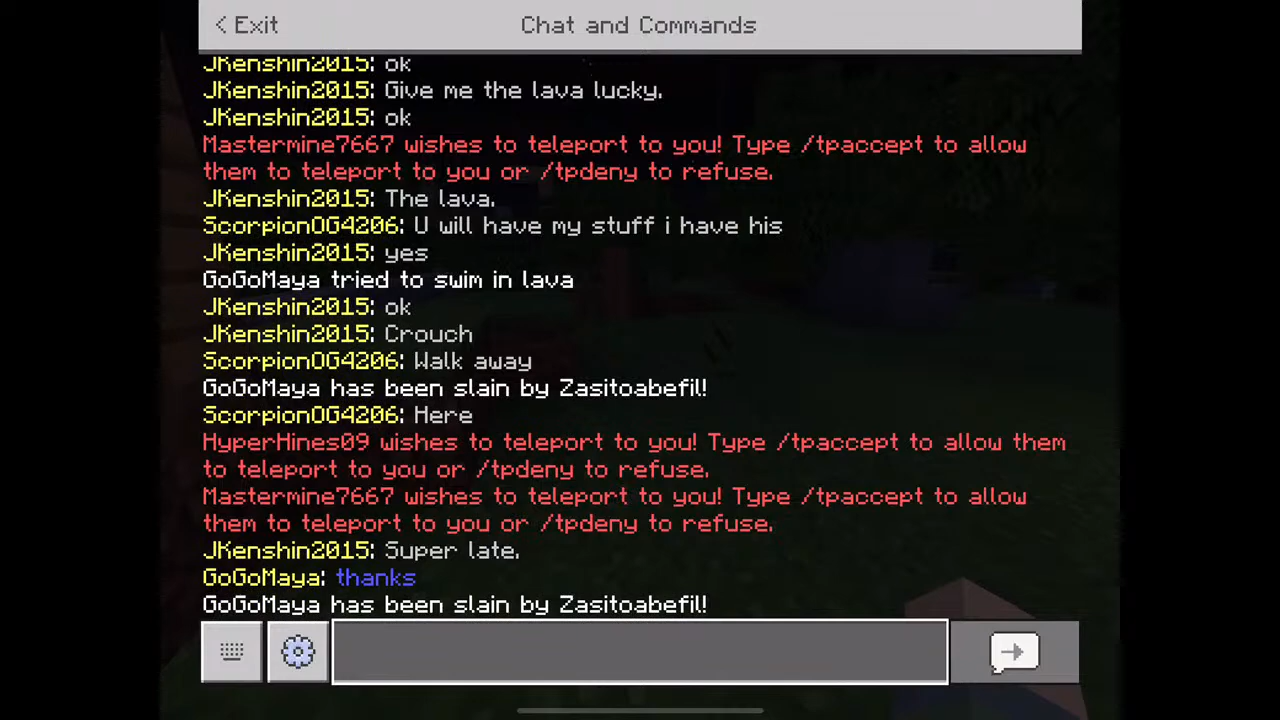 < Exit
Chat and Commands
JKenshin2015: ok
JKenshin2015: Give me the lava lucky.
JKenshin2015: ok
Mastermine7667 wishes to teleport to you! Type /tpaccept to allow
them to teleport to you or /tpdeny to refuse.
JKenshin2015: The lava.
ScorpionOG4206: U will have my stuff i have his
JKenshin2015: yes
GoGoMaya tried to swim in lava
JKenshin2015: ok
JKenshin2015: Crouch
ScorpionOG4206: Walk away
GoGoMaya has been slain by Zasitoabefil!
ScorpionOG4206: Here
HyperHines09 wishes to teleport to you! Type /tpaccept to allow them
to teleport to you or /tpdeny to refuse.
Mastermine7667 wishes to teleport to you! Type /tpaccept to allow
them to teleport to you or /tpdeny to refuse.
JKenshin2015: Super late.
GoGoMaya: thanks
GoGoMaya has been slain by Zasitoabefil!